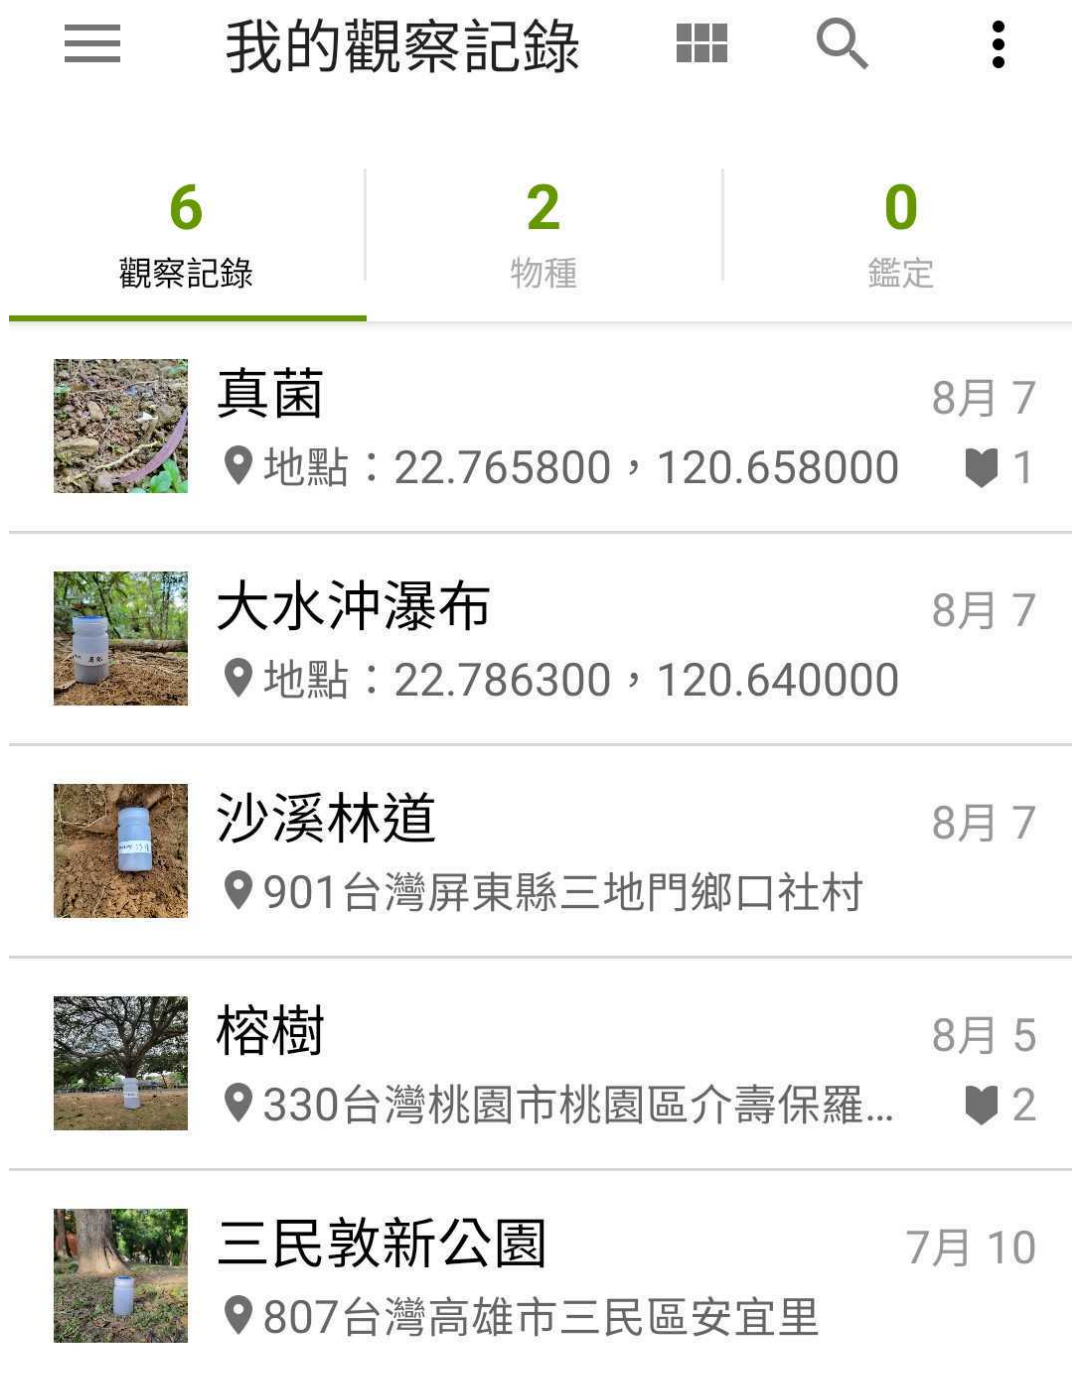 我的觀察記錄
6 2 0
觀察記錄 物種 鑑定
真菌 8月 7
地點：22.765800，120.658000 1
大水沖瀑布 8月 7
地點：22.786300，120.640000
沙溪林道 8月 7
901台灣屏東縣三地門鄉口社村
榕樹 8月 5
330台灣桃園市桃園區介壽保羅... 2
三民敦新公園 7月 10
807台灣高雄市三民區安宜里